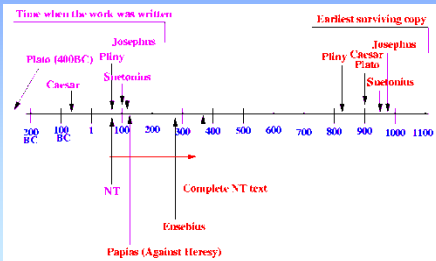 Time when the work was written
Earliest surviving copy
Josephus
Josephus
Plato (400BC)
Pliny
Pliny
Caesar
Plato
Suetonius
Suetonius
Caesar
200 100 1 100 200 300 400 500 600 700 800 900 1000 1100
BC BC
NT
Complete NT text
Eusebius
Papias (Against Heresy)